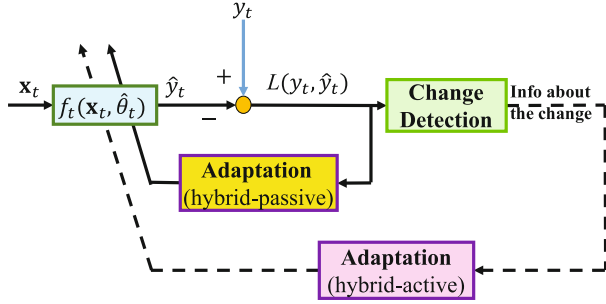 y_t
+
x_t
f_t(x_t, θ̂_t)
ŷ_t
−
L(y_t, ŷ_t)
Change
Detection
Info about
the change
Adaptation
(hybrid-passive)
Adaptation
(hybrid-active)